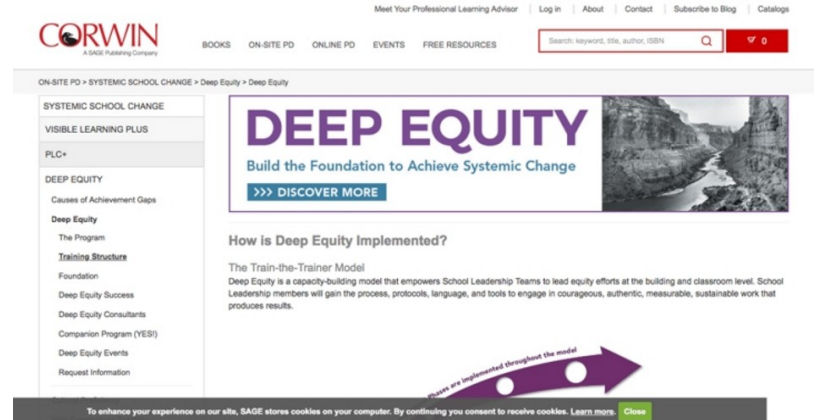 Meet Your Professional Learning Advisor
Log in
About
Contact
Subscribe to Blog
Catalogs
CORWIN
A SAGE Publishing Company
BOOKS
ON-SITE PD
ONLINE PD
EVENTS
FREE RESOURCES
Search: keyword, title, author, ISBN
0
ON-SITE PD > SYSTEMIC SCHOOL CHANGE > Deep Equity > Deep Equity
SYSTEMIC SCHOOL CHANGE
VISIBLE LEARNING PLUS
PLC+
DEEP EQUITY
Causes of Achievement Gaps
Deep Equity
The Program
Training Structure
Foundation
Deep Equity Success
Deep Equity Consultants
Companion Program (YES!)
Deep Equity Events
Request Information
DEEP EQUITY
Build the Foundation to Achieve Systemic Change
>>> DISCOVER MORE
How is Deep Equity Implemented?
The Train-the-Trainer Model
Deep Equity is a capacity-building model that empowers School Leadership Teams to lead equity efforts at the building and classroom level. School
Leadership members will gain the process, protocols, language, and tools to engage in courageous, authentic, measurable, sustainable work that
produces results.
Phases are implemented throughout the model
To enhance your experience on our site, SAGE stores cookies on your computer. By continuing you consent to receive cookies. Learn more. Close